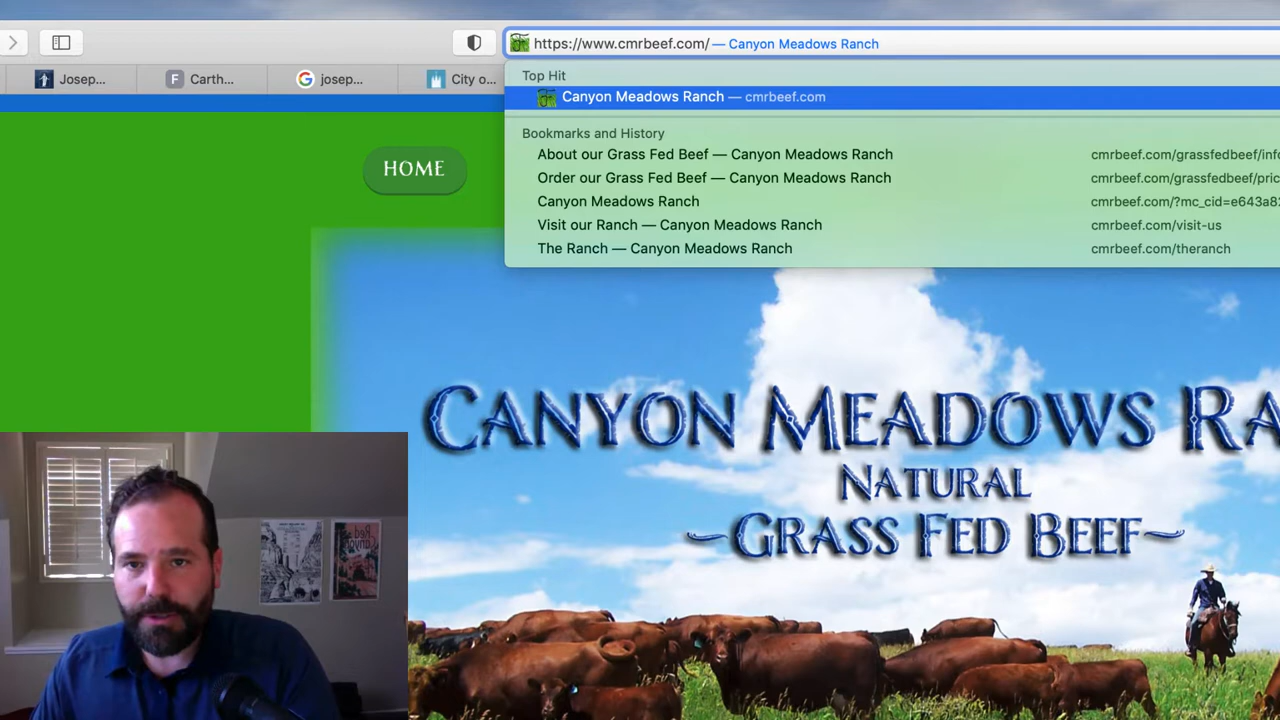 https://www.cmrbeef.com/ — Canyon Meadows Ranch
Josep...
F Carth...
G josep...
City o...
Top Hit
Canyon Meadows Ranch — cmrbeef.com
Bookmarks and History
About our Grass Fed Beef — Canyon Meadows Ranch cmrbeef.com/grassfedbeef/info
Order our Grass Fed Beef — Canyon Meadows Ranch cmrbeef.com/grassfedbeef/pric
Canyon Meadows Ranch cmrbeef.com/?mc_cid=e643a8
Visit our Ranch — Canyon Meadows Ranch cmrbeef.com/visit-us
The Ranch — Canyon Meadows Ranch cmrbeef.com/theranch
HOME
CANYON MEADOWS RA
NATURAL
~GRASS FED BEEF~